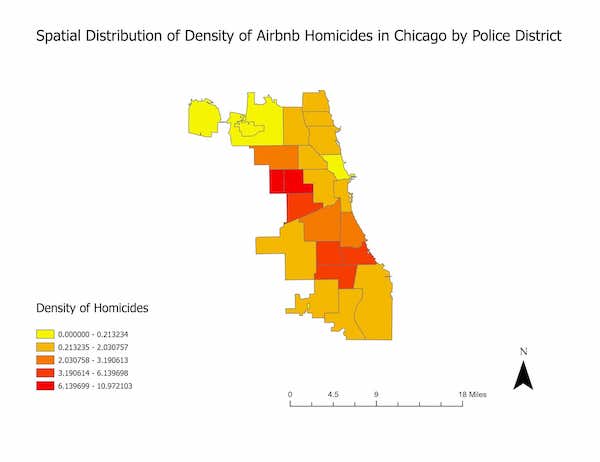 Spatial Distribution of Density of Airbnb Homicides in Chicago by Police District
Density of Homicides
0.000000 - 0.213234
0.213235 - 2.030757
2.030758 - 3.190613
3.190614 - 6.139698
6.139699 - 10.972103
N
0 4.5 9 18 Miles